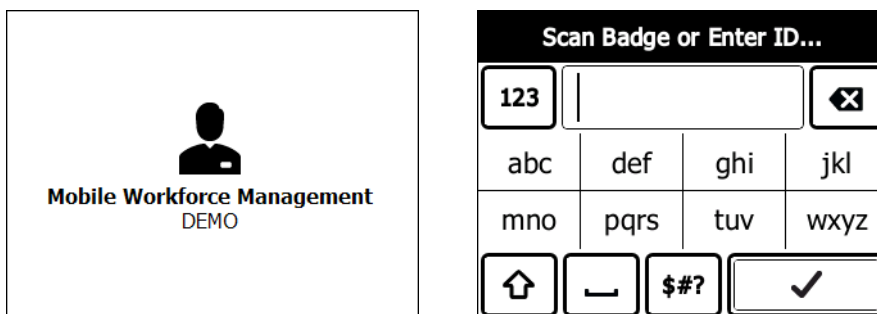 Mobile Workforce Management
DEMO
Scan Badge or Enter ID...
123
abc def ghi jkl
mno pqrs tuv wxyz
$#?